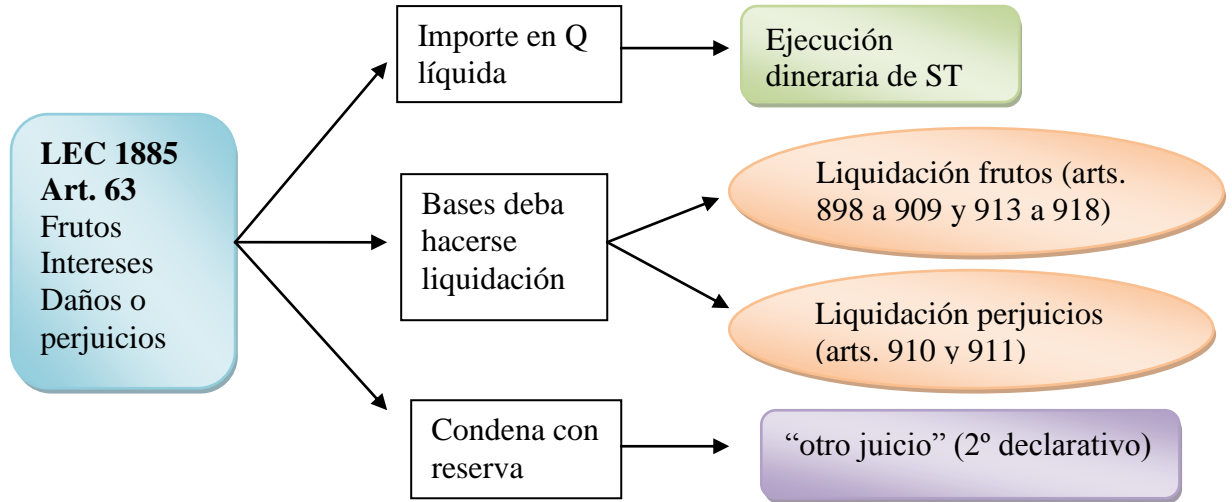 LEC 1885
Art. 63
Frutos
Intereses
Daños o
perjuicios
Importe en Q
líquida
Ejecución
dineraria de ST
Bases deba
hacerse
liquidación
Liquidación frutos (arts.
898 a 909 y 913 a 918)
Liquidación perjuicios
(arts. 910 y 911)
Condena con
reserva
“otro juicio” (2º declarativo)